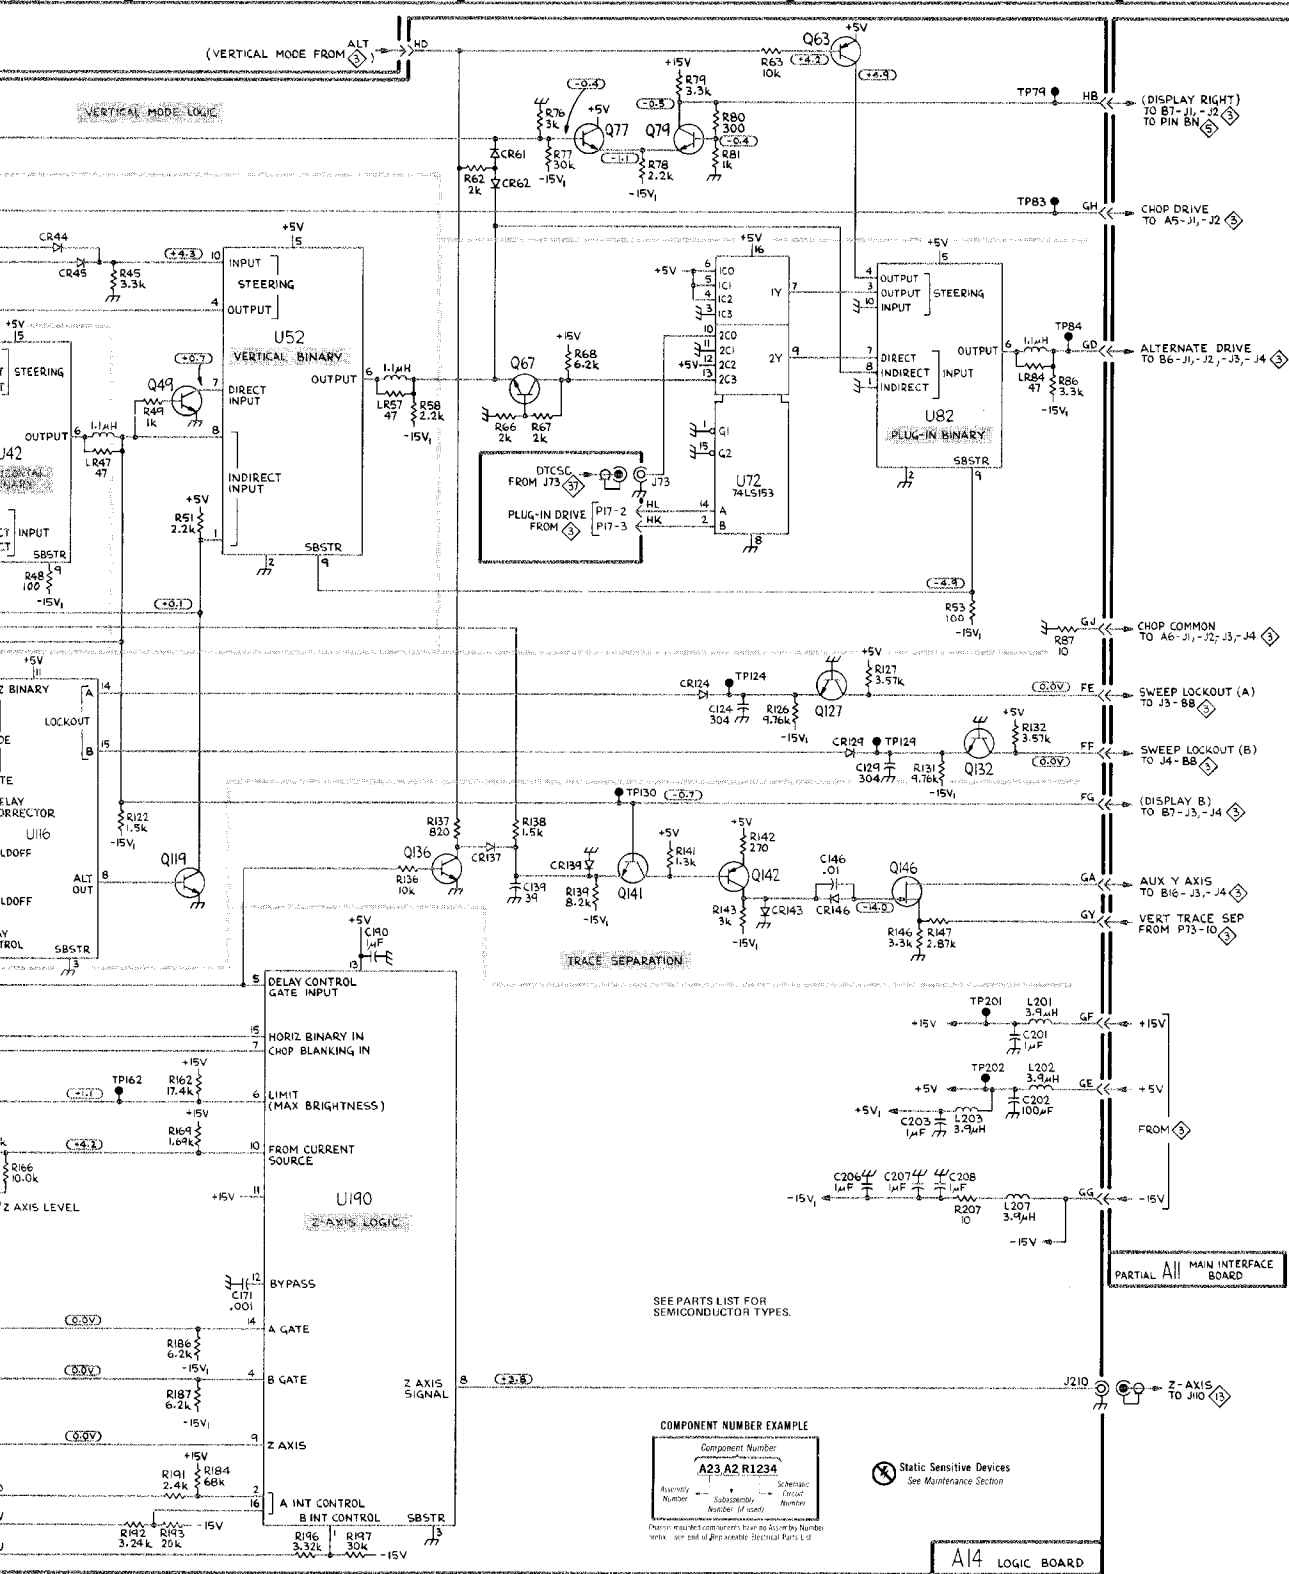 (VERTICAL MODE FROM ALT 3)
HD
VERTICAL MODE LOGIC
+5V
Q63
R63
10k
+4.2
+4.9
+15V
R79
3.3k
-0.4
-0.5
R76
3k
+5V
Q77
Q79
R80
300
-0.4
R81
1k
CR61
R77
30k
-15V1
-1.1
R78
2.2k
-15V1
R62
2k
CR62
TP79
HB
(DISPLAY RIGHT)
TO B7-J1,-J2 3
TO PIN BN 5
TP83
GH
CHOP DRIVE
TO A5-J1,-J2 3
CR44
CR45
R45
3.3k
+4.3
+5V
5
10
INPUT
STEERING
4
OUTPUT
U52
VERTICAL BINARY
+0.7
7
DIRECT
INPUT
OUTPUT
6
8
INDIRECT
INPUT
1
SBSTR
2
9
+5V
5
STEERING
Q49
R49
1k
OUTPUT
6
1.1µH
LR47
47
U42
+5V
R51
2.2k
INPUT
SBSTR
9
R48
100
-15V1
+0.1
1.1µH
LR57
47
R58
2.2k
-15V1
Q67
+15V
R68
6.2k
R66
2k
R67
2k
+5V
16
+5V
6
1C0
5
1C1
4
1C2
3
1C3
1Y
7
10
2C0
11
2C1
+5V
12
2C2
13
2C3
2Y
9
1
G1
15
G2
U72
74LS153
14
A
2
B
8
DTCSC
FROM J73 37
J73
PLUG-IN DRIVE
FROM 3
P17-2
HL
P17-3
HK
+5V
5
4
OUTPUT
3
OUTPUT
STEERING
10
INPUT
7
DIRECT
8
INDIRECT
INPUT
1
INDIRECT
OUTPUT
6
U82
PLUG-IN BINARY
SBSTR
2
9
1.1µH
LR84
47
TP84
R86
3.3k
-15V1
GD
ALTERNATE DRIVE
TO B6-J1,-J2,-J3,-J4 3
-4.9
R53
100
-15V1
R87
10
GJ
CHOP COMMON
TO A6-J1,-J2,-J3,-J4 3
+5V
11
Z BINARY
A
14
LOCKOUT
B
15
U116
ALT
OUT
8
SBSTR
3
R122
1.5k
-15V1
Q119
CR124
TP124
C124
304
R126
9.76k
-15V1
Q127
+5V
R127
3.57k
0.0V
FE
SWEEP LOCKOUT (A)
TO J3-B8 3
CR129
TP129
C129
304
R131
9.76k
-15V1
Q132
+5V
R132
3.57k
0.0V
FF
SWEEP LOCKOUT (B)
TO J4-B8 3
TP130
-0.7
FG
(DISPLAY B)
TO B7-J3,-J4 3
R137
820
Q136
R136
10k
CR137
R138
1.5k
C139
39
CR139
R139
8.2k
-15V1
Q141
+5V
R141
1.3k
+5V
R142
270
Q142
R143
3k
-15V1
CR143
C146
.01
CR146
-14.0
Q146
R146
3.3k
R147
2.87k
GA
AUX Y AXIS
TO B16-J3,-J4 3
GY
VERT TRACE SEP
FROM P73-10 3
TRACE SEPARATION
+5V
C190
1µF
13
5
DELAY CONTROL
GATE INPUT
15
HORIZ BINARY IN
7
CHOP BLANKING IN
TP162
+1.1
+15V
R162
17.4k
6
LIMIT
(MAX BRIGHTNESS)
+15V
R169
1.69k
+4.2
10
FROM CURRENT
SOURCE
R166
10.0k
Z AXIS LEVEL
+15V
11
U190
Z-AXIS LOGIC
12
BYPASS
C171
.001
0.0V
14
A GATE
R186
6.2k
-15V1
0.0V
4
B GATE
R187
6.2k
-15V1
0.0V
9
Z AXIS
+15V
R191
2.4k
R184
68k
2
16
A INT CONTROL
B INT CONTROL
R192
3.24k
R193
20k
-15V
1
R196
3.32k
R197
30k
-15V
SBSTR
3
Z AXIS
SIGNAL
8
+3.8
J210
Z-AXIS
TO J110 13
+15V
TP201
L201
3.9µH
C201
1µF
GF
+15V
+5V
TP202
L202
3.9µH
C202
100µF
GE
+5V
+5V1
C203
1µF
L203
3.9µH
FROM 3
-15V1
C206
1µF
C207
1µF
C208
1µF
R207
10
L207
3.9µH
GG
-15V
-15V
PARTIAL A11 MAIN INTERFACE
BOARD
SEE PARTS LIST FOR
SEMICONDUCTOR TYPES.
COMPONENT NUMBER EXAMPLE
Component Number
A23 A2 R1234
Assembly
Number
Subassembly
Number (if used)
Schematic
Circuit
Number
Chassis mounted components have no Assembly Number
prefix - see end of Replaceable Electrical Parts List
Static Sensitive Devices
See Maintenance Section
A14 LOGIC BOARD